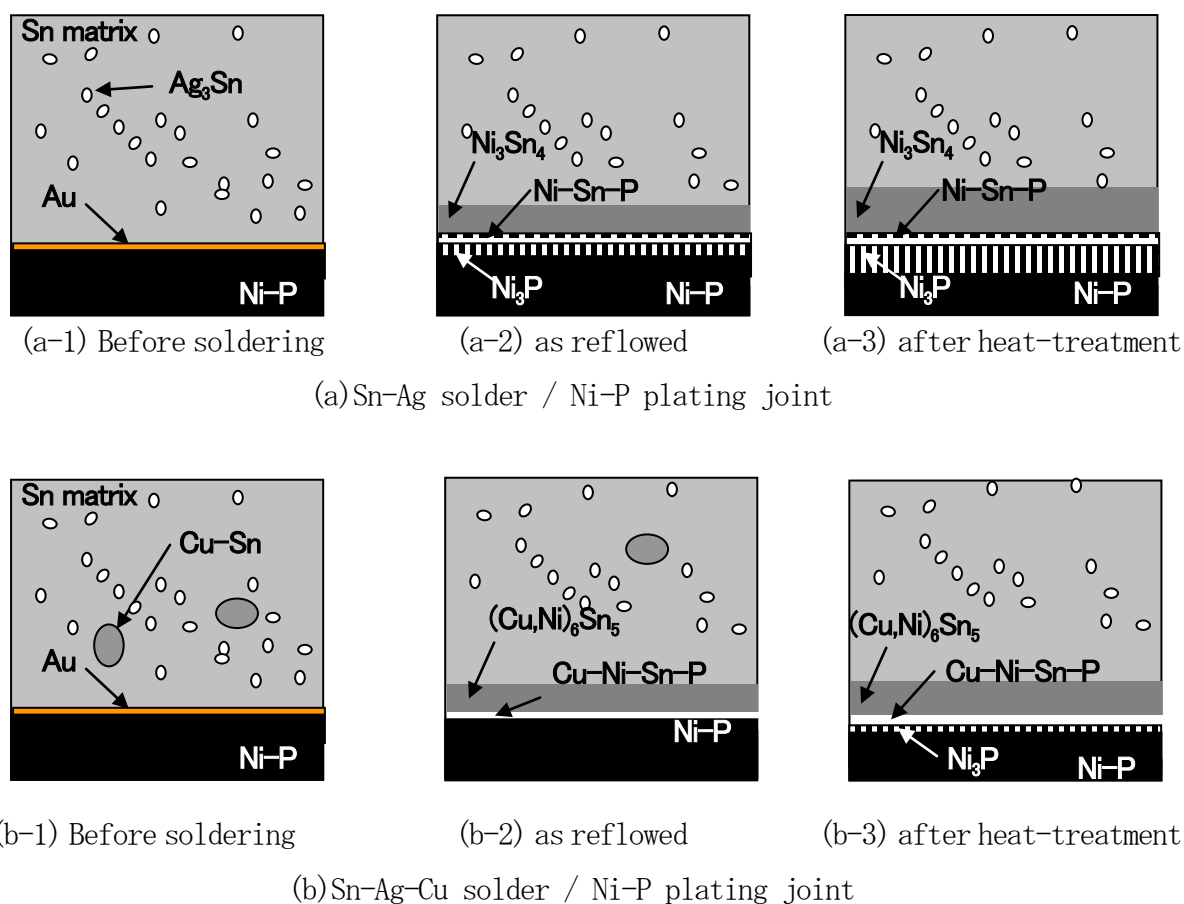 Sn matrix
Ag₃Sn
Au
Ni-P
(a-1) Before soldering
Ni₃Sn₄
Ni-Sn-P
Ni₃P
Ni-P
(a-2) as reflowed
Ni₃Sn₄
Ni-Sn-P
Ni₃P
Ni-P
(a-3) after heat-treatment
(a)Sn-Ag solder / Ni-P plating joint
Sn matrix
Cu-Sn
Au
Ni-P
(b-1) Before soldering
(Cu,Ni)₆Sn₅
Cu-Ni-Sn-P
Ni-P
(b-2) as reflowed
(Cu,Ni)₆Sn₅
Cu-Ni-Sn-P
Ni₃P
Ni-P
(b-3) after heat-treatment
(b)Sn-Ag-Cu solder / Ni-P plating joint